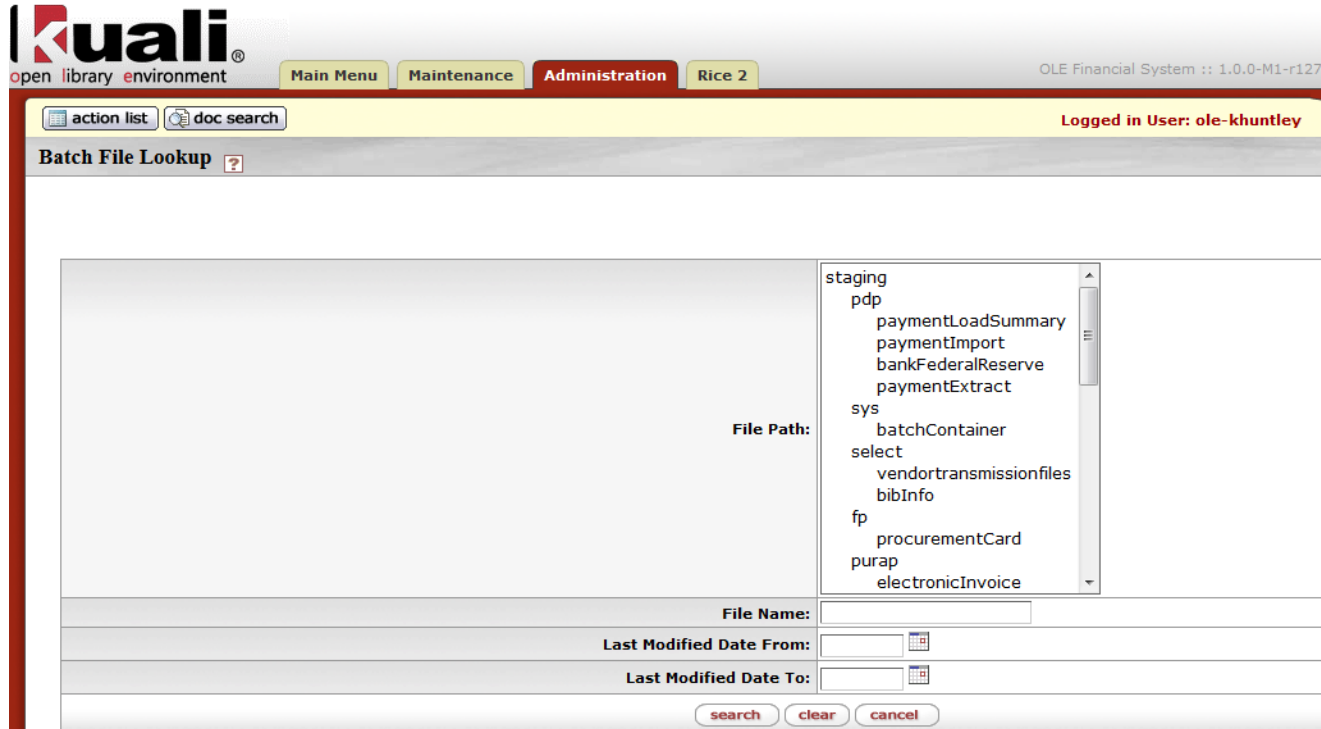 kuali®
open library environment
Main Menu Maintenance Administration Rice 2
OLE Financial System :: 1.0.0-M1-r127
action list doc search
Logged in User: ole-khuntley
Batch File Lookup ?
File Path:
staging
pdp
paymentLoadSummary
paymentImport
bankFederalReserve
paymentExtract
sys
batchContainer
select
vendortransmissionfiles
bibInfo
fp
procurementCard
purap
electronicInvoice
File Name:
Last Modified Date From:
Last Modified Date To:
search clear cancel